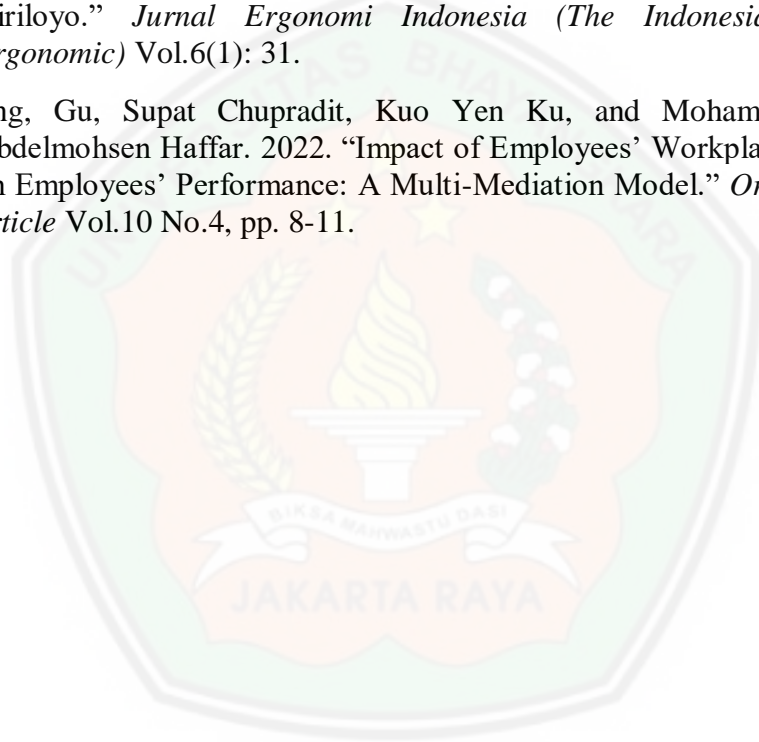 iriloyo.” Jurnal Ergonomi Indonesia (The Indonesia
rgonomic) Vol.6(1): 31.
ng, Gu, Supat Chupradit, Kuo Yen Ku, and Moham
bdelmohsen Haffar. 2022. “Impact of Employees’ Workpla
n Employees’ Performance: A Multi-Mediation Model.” Or
rticle Vol.10 No.4, pp. 8-11.
UNIVERSITAS BHAYANGKARA
BIKSA MAHWASTU DASI
JAKARTA RAYA